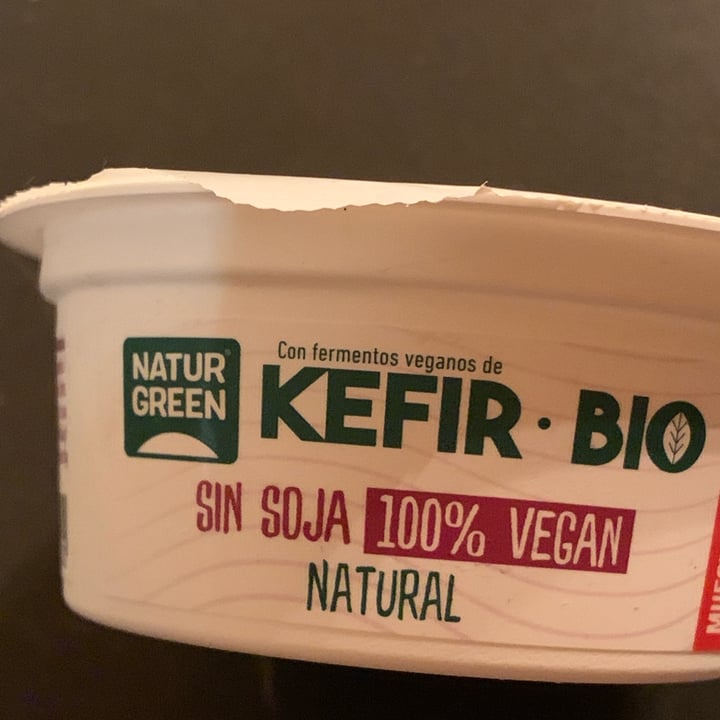 NATUR
GREEN
Con fermentos veganos de
KEFIR · BIO
SIN SOJA 100% VEGAN
NATURAL